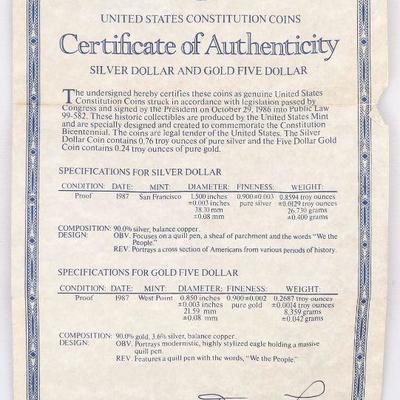 UNITED STATES CONSTITUTION COINS
Certificate of Authenticity
SILVER DOLLAR AND GOLD FIVE DOLLAR
The undersigned hereby certifies these coins as genuine United States
Constitution Coins struck in accordance with legislation passed by
Congress and signed by the President on October 29, 1986 into Public Law
99-582. These historic collectibles are produced by the United States Mint
and are specially designed and created to commemorate the Constitution
Bicentennial. The coins are legal tender of the United States. The Silver
Dollar Coin contains 0.76 troy ounces of pure silver and the Five Dollar Gold
Coin contains 0.24 troy ounces of pure gold.
SPECIFICATIONS FOR SILVER DOLLAR
CONDITION: DATE: MINT: DIAMETER: FINENESS: WEIGHT:
Proof 1987 San Francisco 1.500 inches 0.900±0.003 0.8594 troy ounces
±0.003 inches pure silver ±0.0129 troy ounces
38.10 mm 26.730 grams
±0.08 mm ±0.400 grams
COMPOSITION: 90.0% silver, balance copper.
DESIGN: OBV. Focuses on a quill pen, a sheaf of parchment and the words "We the
People."
REV. Portrays a cross section of Americans from various periods of history.
SPECIFICATIONS FOR GOLD FIVE DOLLAR
CONDITION: DATE: MINT: DIAMETER: FINENESS: WEIGHT:
Proof 1987 West Point 0.850 inches 0.900±0.002 0.2687 troy ounces
±0.003 inches pure gold ±0.0014 troy ounces
21.59 mm 8.359 grams
±0.08 mm ±0.042 grams
COMPOSITION: 90.0% gold, 3.6% silver, balance copper.
DESIGN: OBV. Portrays modernistic, highly stylized eagle holding a massive
quill pen.
REV. Features a quill pen with the words, "We the People."